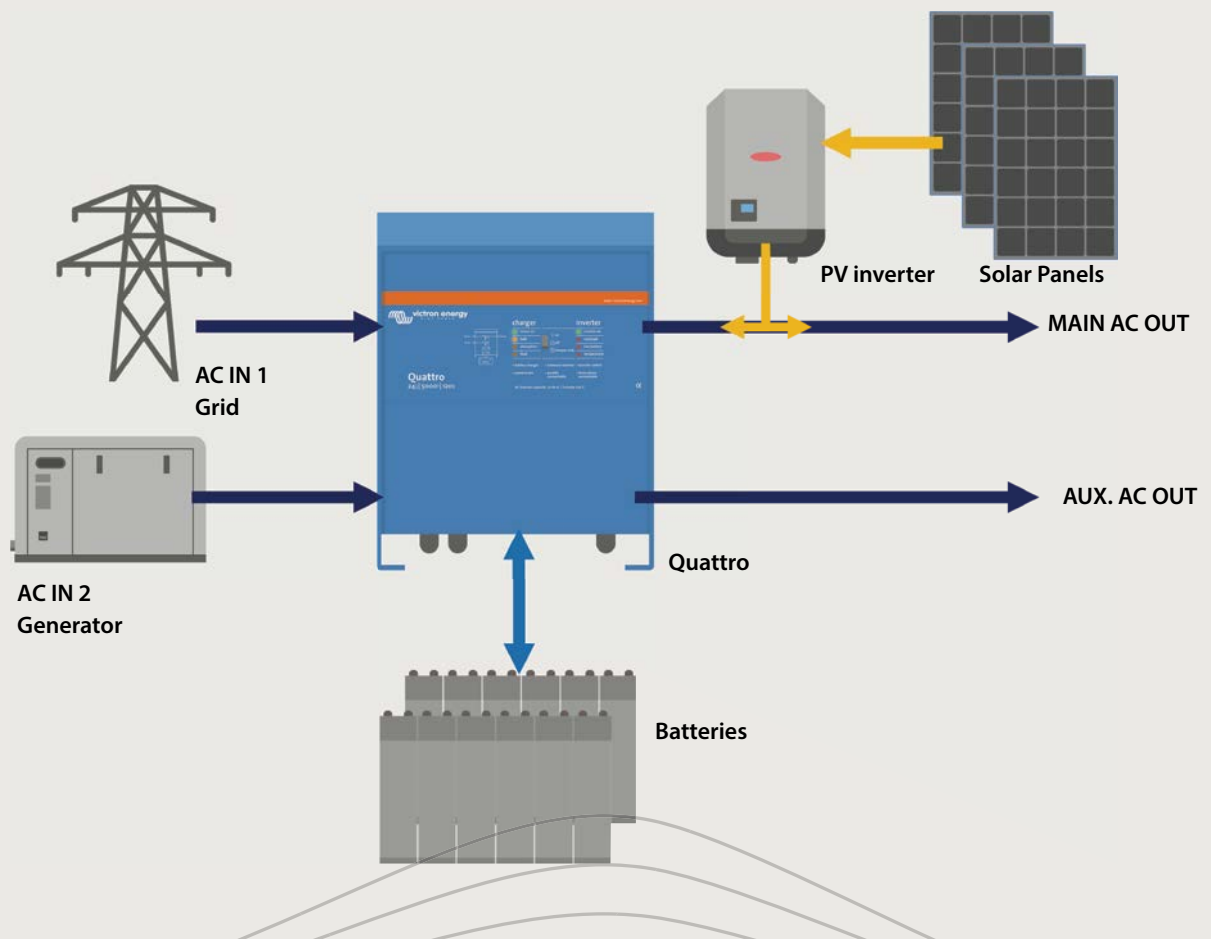 PV inverter
Solar Panels
victron energy
charger
inverter
MAIN AC OUT
AC IN 1
Grid
Quattro
AUX. AC OUT
Quattro
AC IN 2
Generator
Batteries